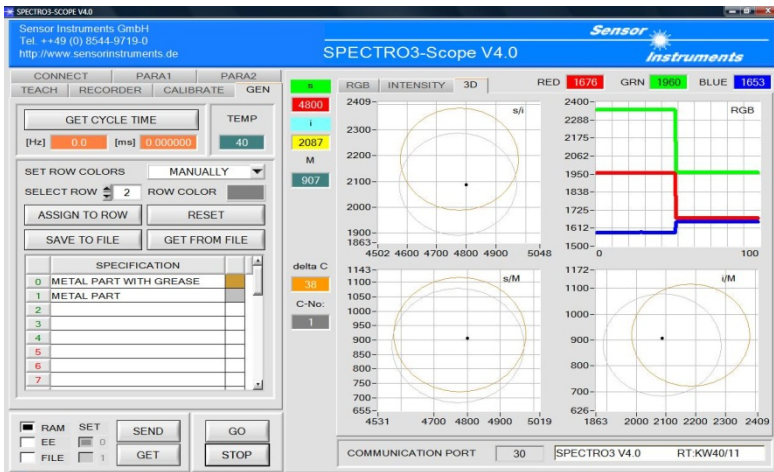 SPECTRO3-SCOPE V4.0
Sensor Instruments GmbH
Tel. ++49 (0) 8544-9719-0
http://www.sensorinstruments.de
SPECTRO3-Scope V4.0
Sensor
Instruments
CONNECT PARA1 PARA2
TEACH RECORDER CALIBRATE GEN
GET CYCLE TIME
[Hz] 0.0 [ms] 0.000000
TEMP
40
SET ROW COLORS MANUALLY
SELECT ROW 2 ROW COLOR
ASSIGN TO ROW RESET
SAVE TO FILE GET FROM FILE
SPECIFICATION
0 METAL PART WITH GREASE
1 METAL PART
2
3
4
5
6
7
RAM SET
EE 0
FILE 1
SEND
GET
GO
STOP
s
4800
i
2087
M
907
delta C
38
C-No:
1
RGB INTENSITY 3D
RED 1676 GRN 1960 BLUE 1653
s/i
2409
2300
2200
2100
2000
1900
1863
4502 4600 4700 4800 4900 5048
RGB
2400
2288
2175
2062
1950
1838
1725
1612
1500
0 100
s/M
1143
1100
1050
1000
950
900
850
800
750
700
655
4531 4700 4800 4900 5019
i/M
1172
1100
1000
900
800
700
626
1863 2000 2100 2200 2300 2409
COMMUNICATION PORT 30 SPECTRO3 V4.0 RT:KW40/11